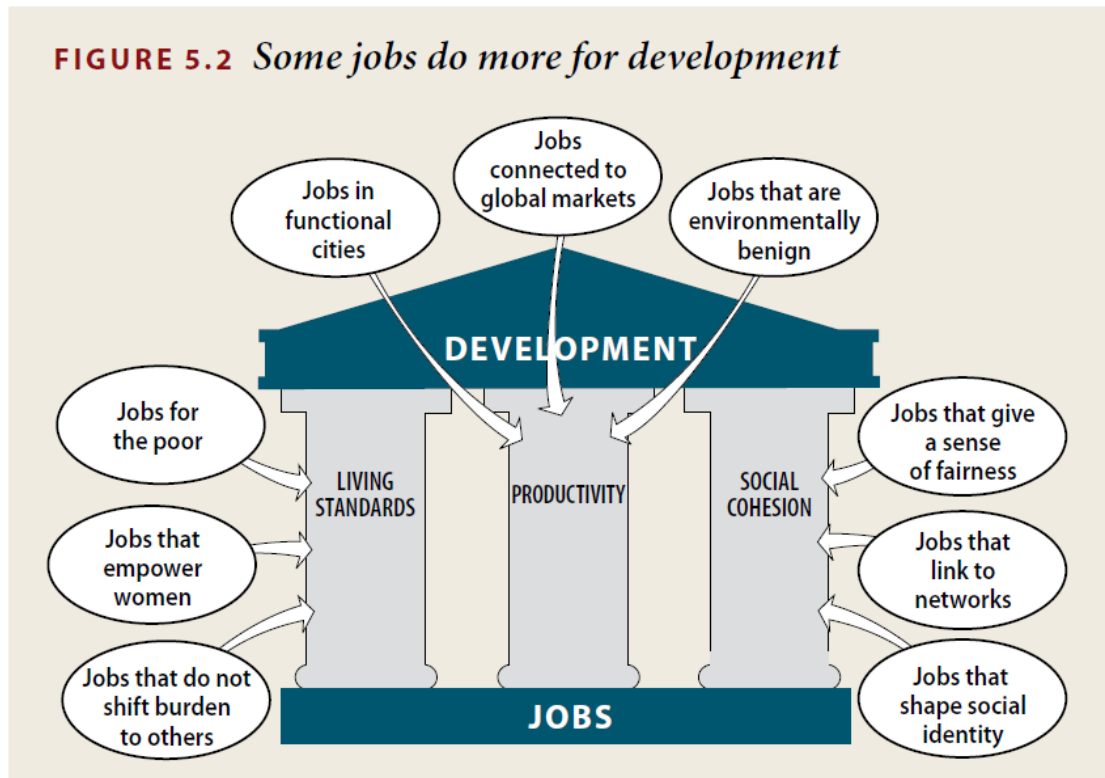 FIGURE 5.2 Some jobs do more for development
Jobs
connected to
global markets
Jobs in
functional
cities
Jobs that are
environmentally
benign
DEVELOPMENT
Jobs for
the poor
Jobs that give
a sense
of fairness
LIVING
STANDARDS
PRODUCTIVITY
SOCIAL
COHESION
Jobs that
empower
women
Jobs that
link to
networks
Jobs that do not
shift burden
to others
Jobs that
shape social
identity
JOBS